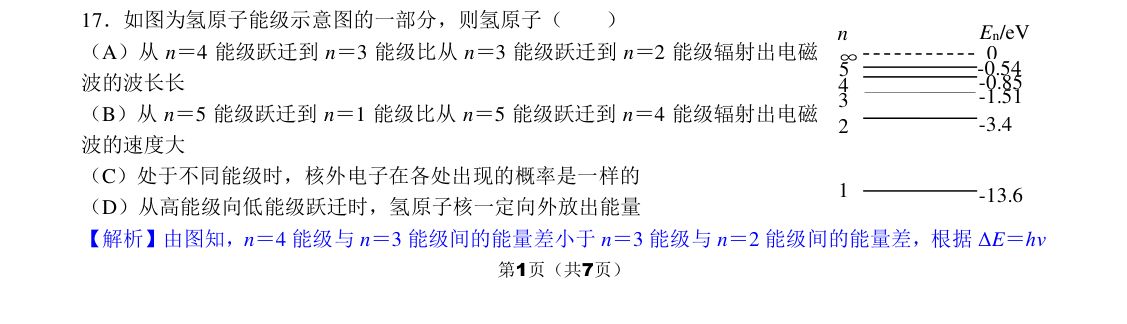 17．如图为氢原子能级示意图的一部分，则氢原子（　　）
（A）从 n＝4 能级跃迁到 n＝3 能级比从 n＝3 能级跃迁到 n＝2 能级辐射出电磁
波的波长长
（B）从 n＝5 能级跃迁到 n＝1 能级比从 n＝5 能级跃迁到 n＝4 能级辐射出电磁
波的速度大
（C）处于不同能级时，核外电子在各处出现的概率是一样的
（D）从高能级向低能级跃迁时，氢原子核一定向外放出能量
n Eₙ/eV
∞ 0
5 -0.54
4 -0.85
3 -1.51
2 -3.4
1 -13.6
【解析】由图知，n＝4 能级与 n＝3 能级间的能量差小于 n＝3 能级与 n＝2 能级间的能量差，根据 ΔE＝hν
第1页（共7页）